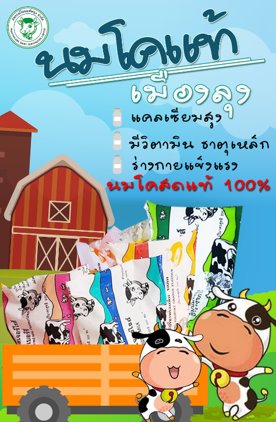 นมโคแท้
เมืองลุง
แคลเซียมสูง
มีวิตามิน ธาตุเหล็ก
ร่างกายแข็งแรง
นมโคสดแท้ 100%